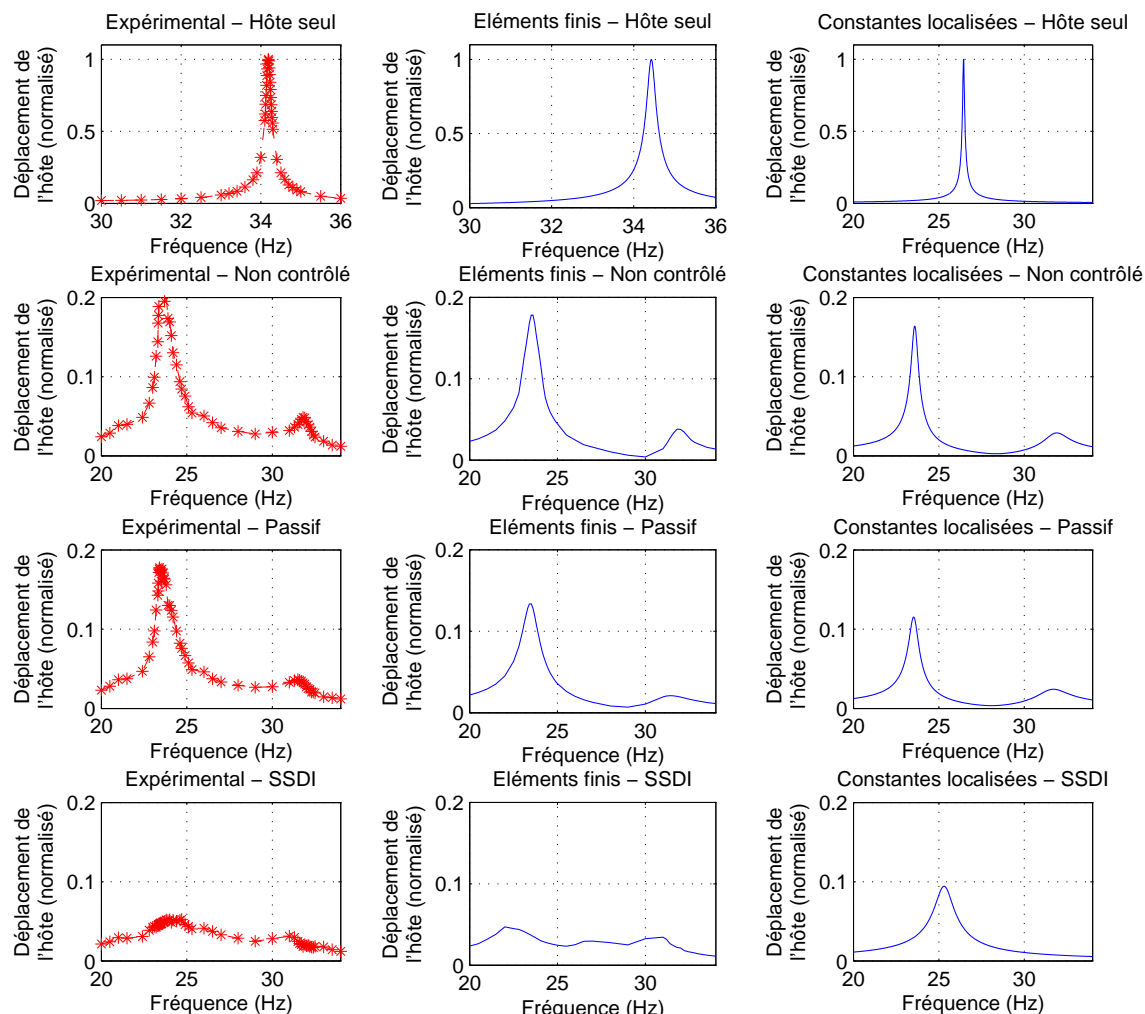 Expérimental – Hôte seul
Eléments finis – Hôte seul
Constantes localisées – Hôte seul
Déplacement de
l'hôte (normalisé)
1
0.5
0
30 32 34 36
Fréquence (Hz)
Déplacement de
l'hôte (normalisé)
1
0.5
0
30 32 34 36
Fréquence (Hz)
Déplacement de
l'hôte (normalisé)
1
0.5
0
20 25 30
Fréquence (Hz)
Expérimental – Non contrôlé
Eléments finis – Non contrôlé
Constantes localisées – Non contrôlé
Déplacement de
l'hôte (normalisé)
0.2
0.1
0
20 25 30
Fréquence (Hz)
Déplacement de
l'hôte (normalisé)
0.2
0.1
0
20 25 30
Fréquence (Hz)
Déplacement de
l'hôte (normalisé)
0.2
0.1
0
20 25 30
Fréquence (Hz)
Expérimental – Passif
Eléments finis – Passif
Constantes localisées – Passif
Déplacement de
l'hôte (normalisé)
0.2
0.1
0
20 25 30
Fréquence (Hz)
Déplacement de
l'hôte (normalisé)
0.2
0.1
0
20 25 30
Fréquence (Hz)
Déplacement de
l'hôte (normalisé)
0.2
0.1
0
20 25 30
Fréquence (Hz)
Expérimental – SSDI
Eléments finis – SSDI
Constantes localisées – SSDI
Déplacement de
l'hôte (normalisé)
0.2
0.1
0
20 25 30
Fréquence (Hz)
Déplacement de
l'hôte (normalisé)
0.2
0.1
0
20 25 30
Fréquence (Hz)
Déplacement de
l'hôte (normalisé)
0.2
0.1
0
20 25 30
Fréquence (Hz)